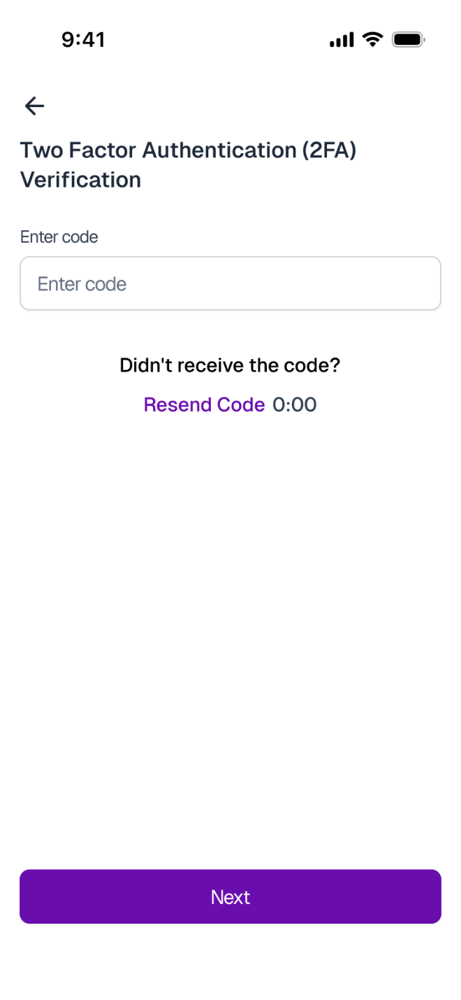 9:41
Two Factor Authentication (2FA)
Verification
Enter code
Enter code
Didn't receive the code?
Resend Code 0:00
Next